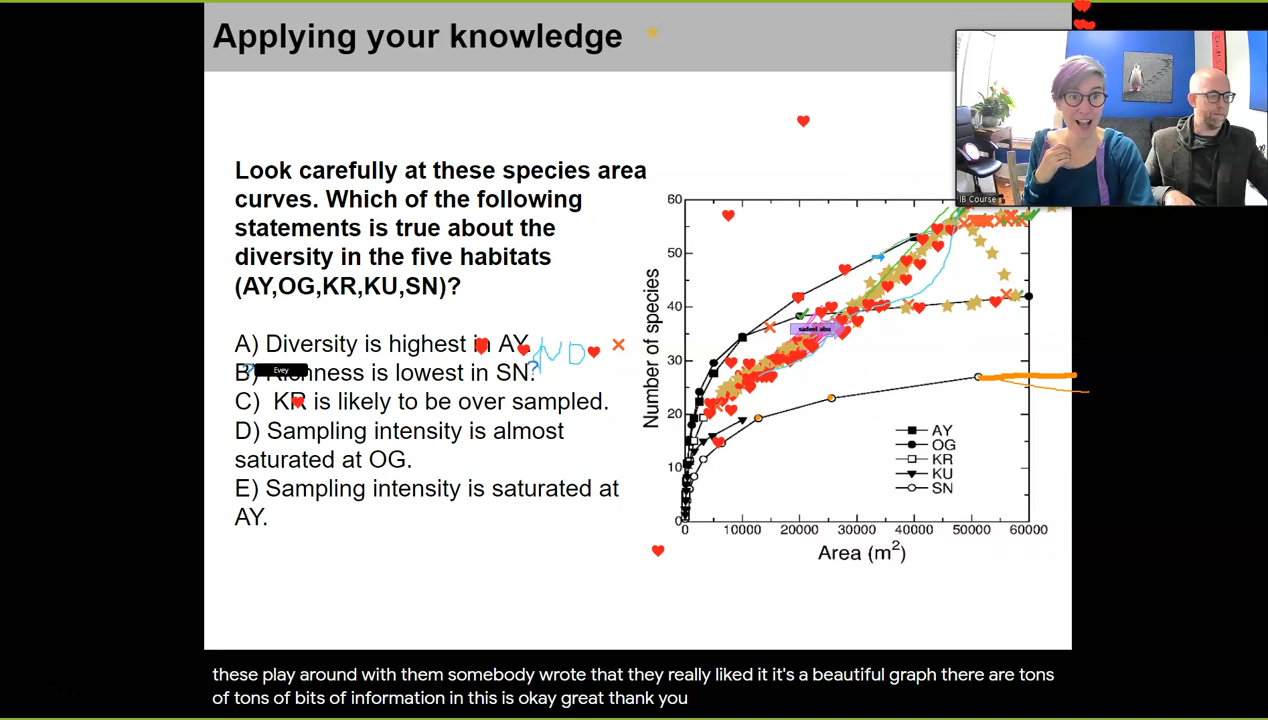 Applying your knowledge
IB Course
Look carefully at these species area
curves. Which of the following
statements is true about the
diversity in the five habitats
(AY,OG,KR,KU,SN)?
A) Diversity is highest in AY.
B) Richness is lowest in SN.
Evey
C) KR is likely to be over sampled.
D) Sampling intensity is almost
saturated at OG.
E) Sampling intensity is saturated at
AY.
Number of species
60
50
40
30
20
10
0
sadeel abu
AY
OG
KR
KU
SN
0 10000 20000 30000 40000 50000 60000
Area (m²)
these play around with them somebody wrote that they really liked it it's a beautiful graph there are tons
of tons of bits of information in this is okay great thank you